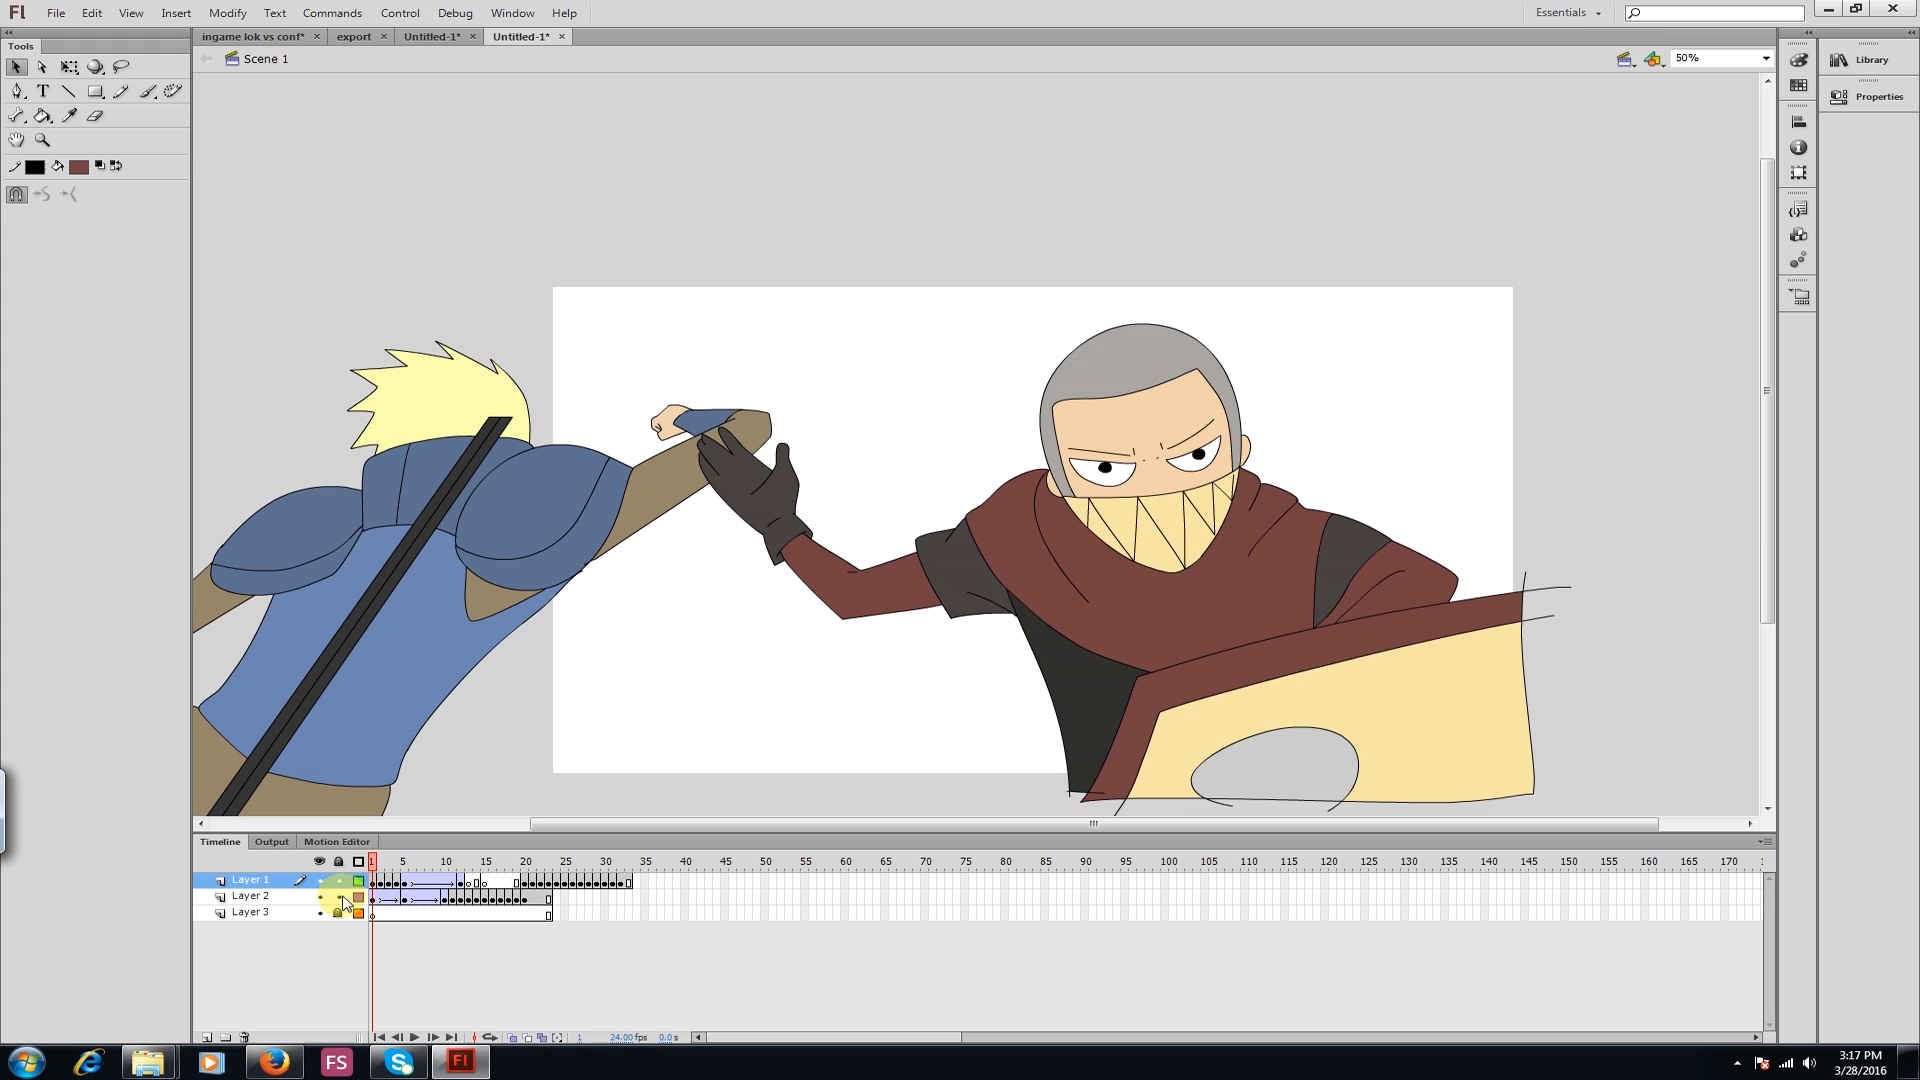 Fl File Edit View Insert Modify Text Commands Control Debug Window Help Essentials
Tools
ingame lok vs conf* × export × Untitled-1* × Untitled-1* ×
Scene 1 50%
Library
Properties
T
Timeline Output Motion Editor
1 5 10 15 20 25 30 35 40 45 50 55 60 65 70 75 80 85 90 95 100 105 110 115 120 125 130 135 140 145 150 155 160 165 170
Layer 1
Layer 2
Layer 3
1 24.00 fps 0.0 s
FS Fl
3:17 PM
3/28/2016